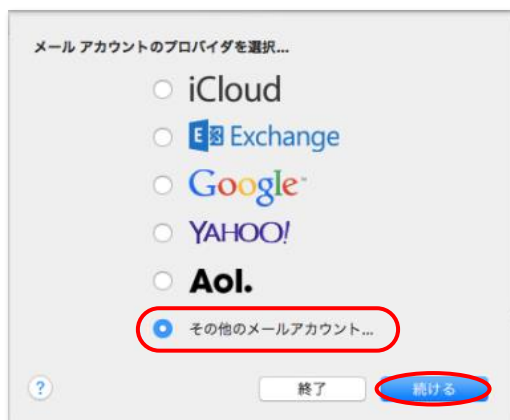 メール アカウントのプロバイダを選択...
iCloud
E Exchange
Google™
YAHOO!
Aol.
その他のメールアカウント...
? 終了 続ける